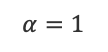 α = 1